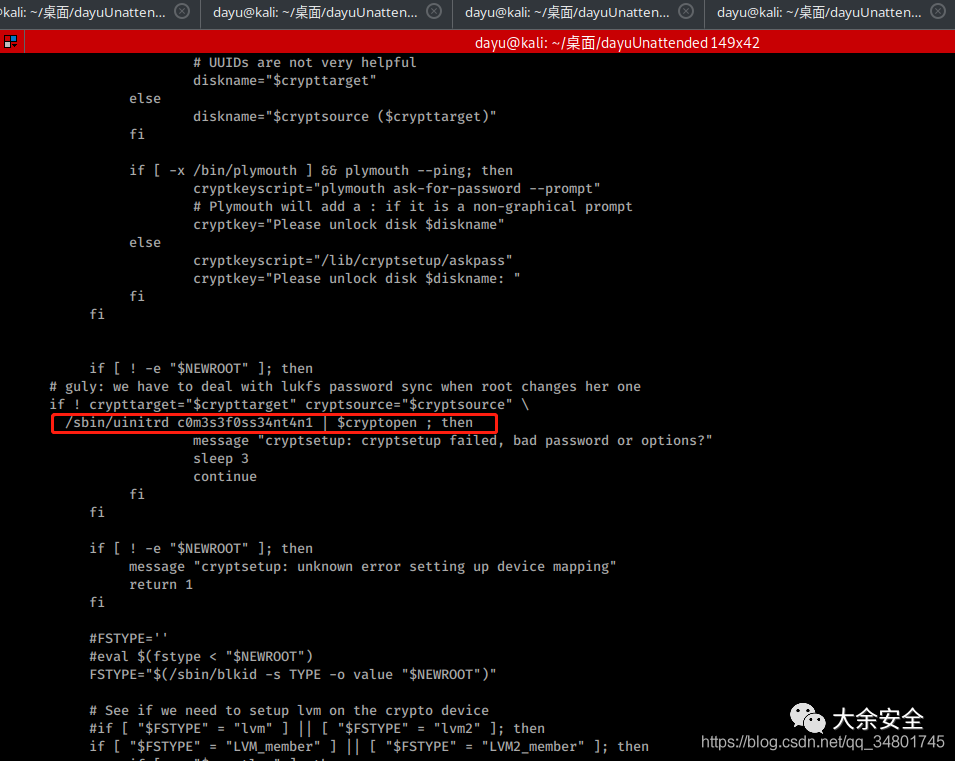 kali: ~/桌面/dayuUnatten...
dayu@kali: ~/桌面/dayuUnatt...
dayu@kali: ~/桌面/dayuUnatt...
dayu@kali: ~/桌面/dayuUnatt...
dayu@kali: ~/桌面/dayuUnattended 149x42
# UUIDs are not very helpful
diskname="$crypttarget"
else
diskname="$cryptsource ($crypttarget)"
fi
if [ -x /bin/plymouth ] && plymouth --ping; then
cryptkeyscript="plymouth ask-for-password --prompt"
# Plymouth will add a : if it is a non-graphical prompt
cryptkey="Please unlock disk $diskname"
else
cryptkeyscript="/lib/cryptsetup/askpass"
cryptkey="Please unlock disk $diskname: "
fi
fi
if [ ! -e "$NEWROOT" ]; then
# guly: we have to deal with lukfs password sync when root changes her one
if ! crypttarget="$crypttarget" cryptsource="$cryptsource" \
/sbin/uinitrd c0m3s3f0ss34nt4n1 | $cryptopen ; then
message "cryptsetup: cryptsetup failed, bad password or options?"
sleep 3
continue
fi
fi
if [ ! -e "$NEWROOT" ]; then
message "cryptsetup: unknown error setting up device mapping"
return 1
fi
#FSTYPE=''
#eval $(fstype < "$NEWROOT")
FSTYPE="$(/sbin/blkid -s TYPE -o value "$NEWROOT")"
# See if we need to setup lvm on the crypto device
#if [ "$FSTYPE" = "lvm" ] || [ "$FSTYPE" = "lvm2" ]; then
if [ "$FSTYPE" = "LVM_member" ] || [ "$FSTYPE" = "LVM2_member" ]; then
大余安全
https://blog.csdn.net/qq_34801745